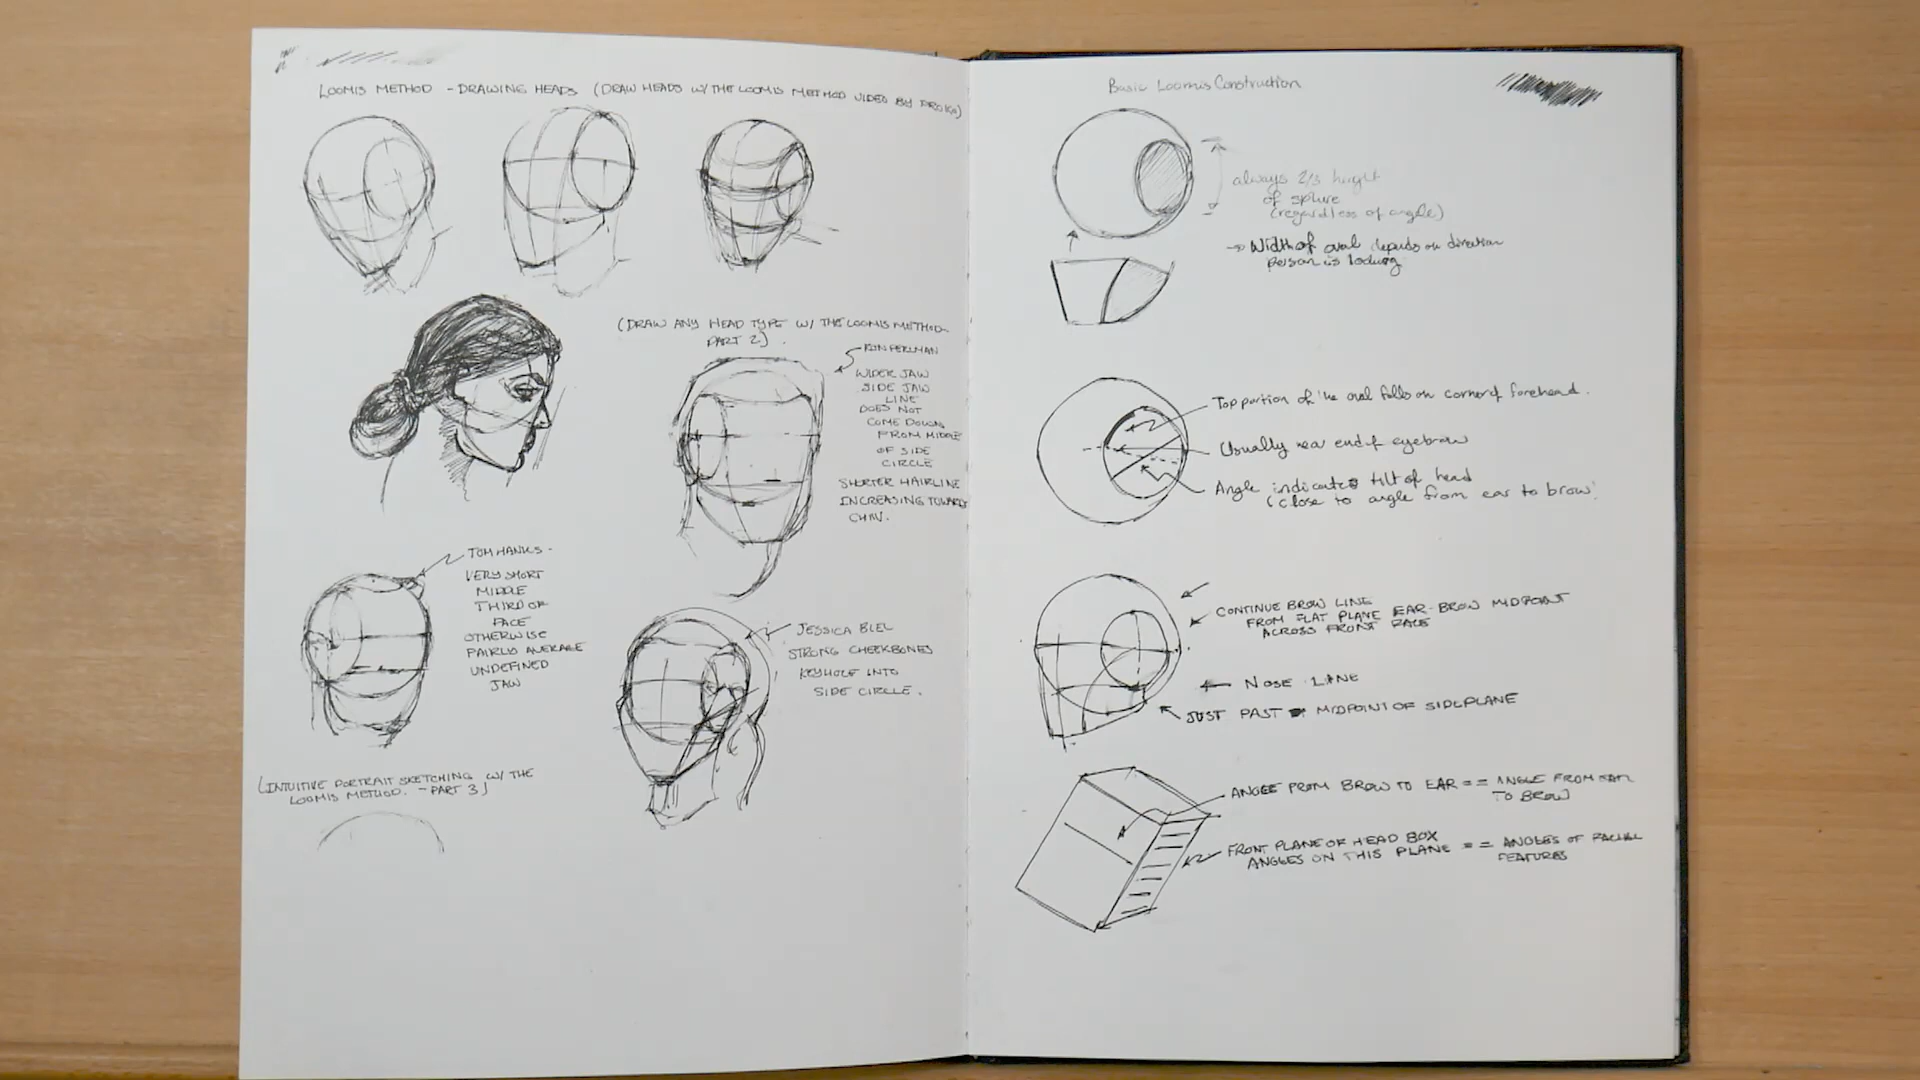 LOOMIS METHOD - DRAWING HEADS (DRAW HEADS W/ THE LOOMIS METHOD VIDEO BY PROKO)
(DRAW ANY HEAD TYPE W/ THE LOOMIS METHOD -
PART 2)
RON PERLMAN
WIDER JAW
SIDE JAW
LINE
DOES NOT
COME DOWN
FROM MIDDLE
OF SIDE
CIRCLE
SHORTER HAIRLINE
INCREASING TOWARDS
CHIN.
TOM HANKS -
VERY SHORT
MIDDLE
THIRD OF
FACE
OTHERWISE
FAIRLY AVERAGE
UNDEFINED
JAW
JESSICA BIEL
STRONG CHEEKBONES
KEYHOLE INTO
SIDE CIRCLE.
(INTUITIVE PORTRAIT SKETCHING W/ THE
LOOMIS METHOD. - PART 3)
Basic Loomis Construction
always 2/3 height
of sphere
(regardless of angle)
→ Width of oval depends on direction
person is looking
Top portion of the oval falls on corner of forehead.
Usually near end of eyebrow
Angle indicates tilt of head
(close to angle from ear to brow)
CONTINUE BROW LINE
FROM FLAT PLANE EAR-BROW MIDPOINT
ACROSS FRONT FACE
NOSE LINE
JUST PAST MIDPOINT OF SIDEPLANE
ANGLE FROM BROW TO EAR == ANGLE FROM EAR
TO BROW
FRONT PLANE OF HEAD BOX
ANGLES ON THIS PLANE == ANGLES OF FACIAL
FEATURES